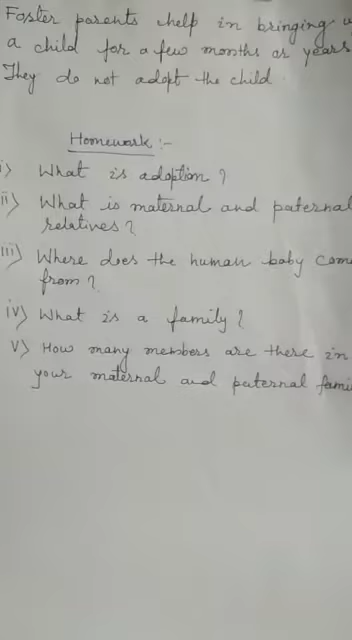 Foster parents help in bringing u
a child for a few months or years
They do not adopt the child.
Homework :-
i) What is adoption ?
ii) What is maternal and paternal
relatives ?
iii) Where does the human baby come
from ?
iv) What is a family ?
v) How many members are there in
your maternal and paternal fami